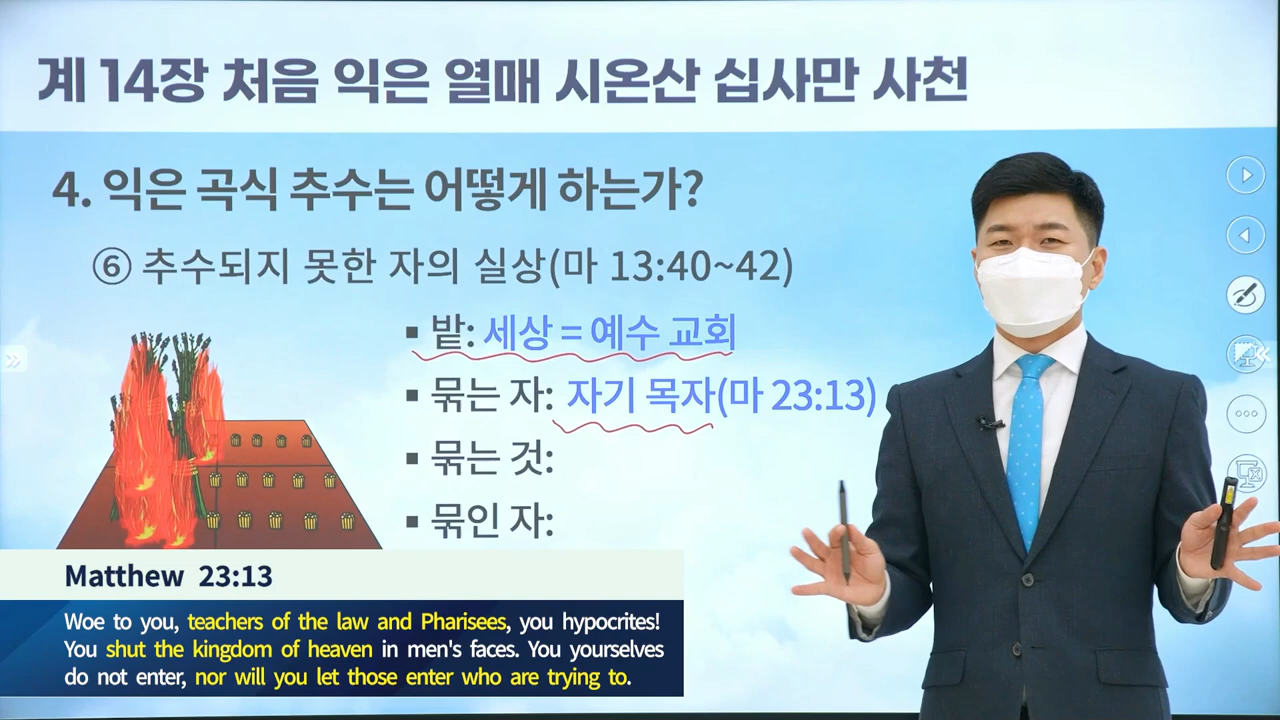 계 14장 처음 익은 열매 시온산 십사만 사천
4. 익은 곡식 추수는 어떻게 하는가?
⑥ 추수되지 못한 자의 실상(마 13:40~42)
▪ 밭: 세상 = 예수 교회
▪ 묶는 자: 자기 목자(마 23:13)
▪ 묶는 것:
▪ 묶인 자:
Matthew 23:13
Woe to you, teachers of the law and Pharisees, you hypocrites!
You shut the kingdom of heaven in men's faces. You yourselves
do not enter, nor will you let those enter who are trying to.